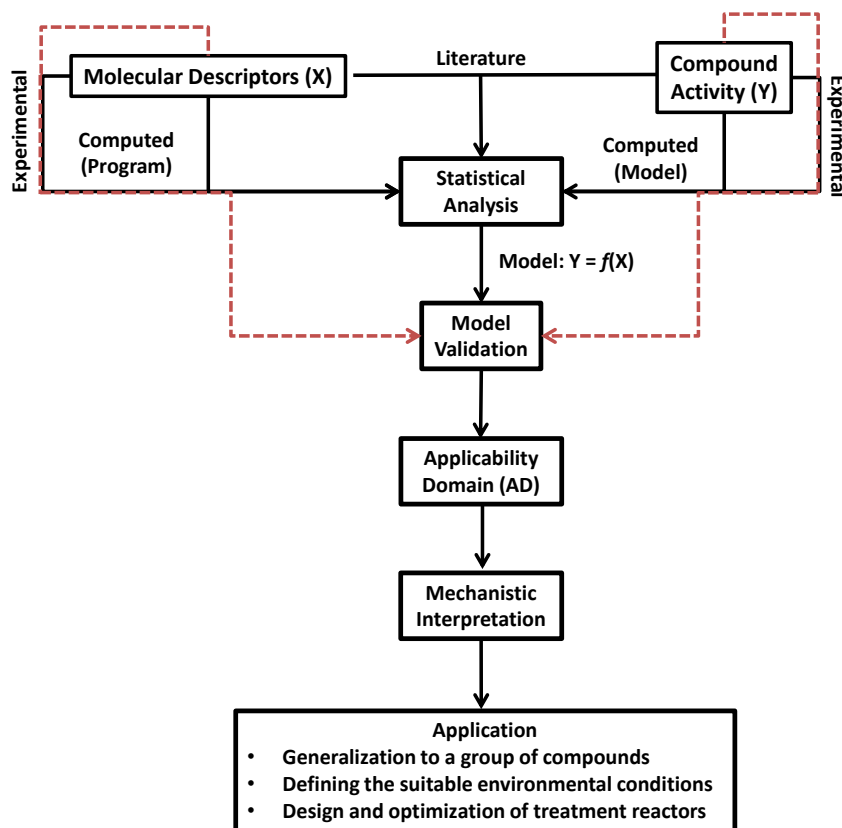 Experimental
Molecular Descriptors (X)
Literature
Compound
Activity (Y)
Experimental
Computed
(Program)
Computed
(Model)
Statistical
Analysis
Model: Y = f(X)
Model
Validation
Applicability
Domain (AD)
Mechanistic
Interpretation
Application
• Generalization to a group of compounds
• Defining the suitable environmental conditions
• Design and optimization of treatment reactors